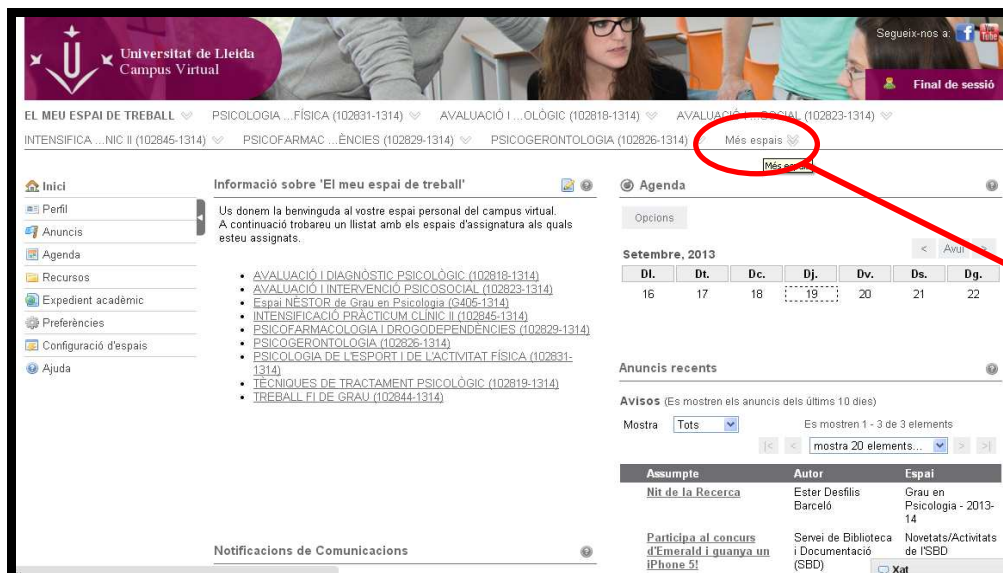 Universitat de Lleida
Campus Virtual
Segueix-nos a:
Final de sessió
EL MEU ESPAI DE TREBALL PSICOLOGIA ...FÍSICA (102831-1314) AVALUACIÓ I ...OLÒGIC (102818-1314) AVALUACIÓ I ...SOCIAL (102823-1314)
INTENSIFICA ...NIC II (102845-1314) PSICOFARMAC ...ÈNCIES (102829-1314) PSICOGERONTOLOGIA (102826-1314) Més espais
Més espais
Inici
Perfil
Anuncis
Agenda
Recursos
Expedient acadèmic
Preferències
Configuració d'espais
Ajuda
Informació sobre 'El meu espai de treball'
Us donem la benvinguda al vostre espai personal del campus virtual.
A continuació trobareu un llistat amb els espais d'assignatura als quals
esteu assignats.
• AVALUACIÓ I DIAGNÒSTIC PSICOLÒGIC (102818-1314)
• AVALUACIÓ I INTERVENCIÓ PSICOSOCIAL (102823-1314)
• Espai NÈSTOR de Grau en Psicologia (G405-1314)
• INTENSIFICACIÓ PRÀCTICUM CLÍNIC II (102845-1314)
• PSICOFARMACOLOGIA I DROGODEPENDÈNCIES (102829-1314)
• PSICOGERONTOLOGIA (102826-1314)
• PSICOLOGIA DE L'ESPORT I DE L'ACTIVITAT FÍSICA (102831-
1314)
• TÈCNIQUES DE TRACTAMENT PSICOLÒGIC (102819-1314)
• TREBALL FI DE GRAU (102844-1314)
Notificacions de Comunicacions
Agenda
Opcions
Setembre, 2013 < Avui >
Dl. Dt. Dc. Dj. Dv. Ds. Dg.
16 17 18 19 20 21 22
Anuncis recents
Avisos (Es mostren els anuncis dels últims 10 dies)
Mostra Tots Es mostren 1 - 3 de 3 elements
|< < mostra 20 elements... > >|
Assumpte Autor Espai
Nit de la Recerca Ester Desfilis Grau en
Barceló Psicologia - 2013-
14
Participa al concurs Servei de Biblioteca Novetats/Activitats
d'Emerald i guanya un i Documentació de l'SBD
iPhone 5! (SBD)
Xat